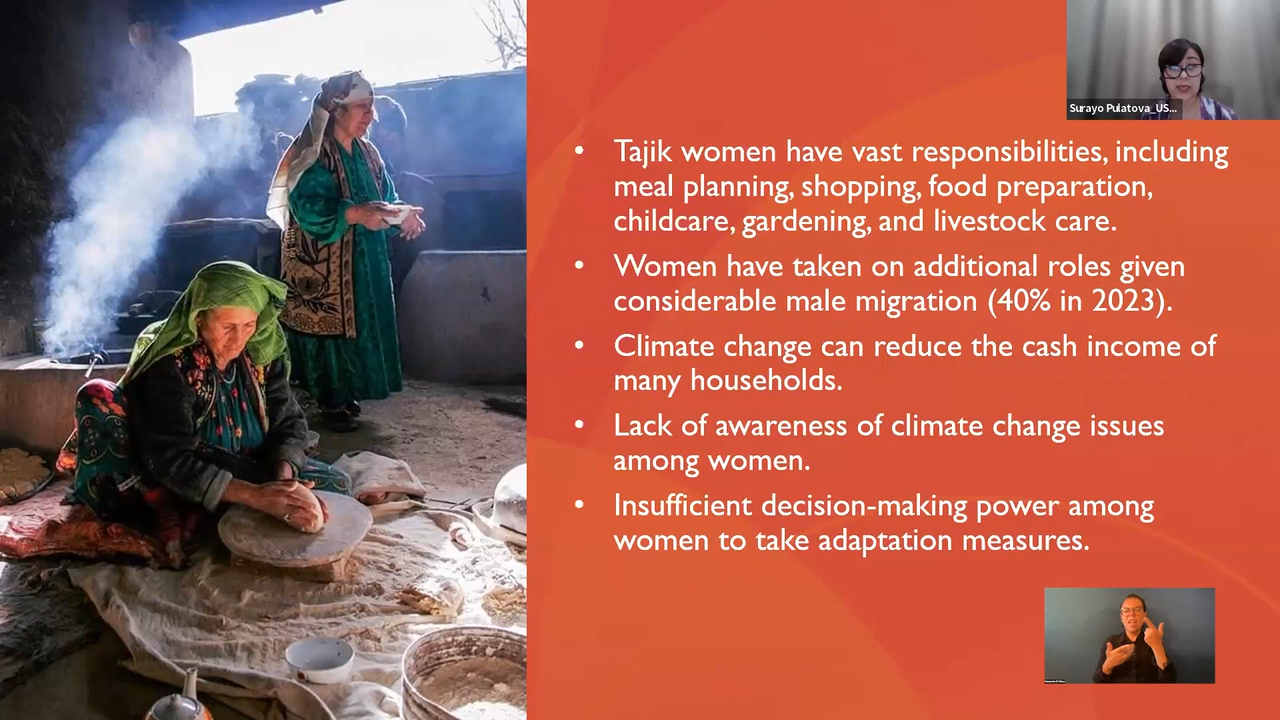 Surayo Pulatova_US...
• Tajik women have vast responsibilities, including
meal planning, shopping, food preparation,
childcare, gardening, and livestock care.
• Women have taken on additional roles given
considerable male migration (40% in 2023).
• Climate change can reduce the cash income of
many households.
• Lack of awareness of climate change issues
among women.
• Insufficient decision-making power among
women to take adaptation measures.